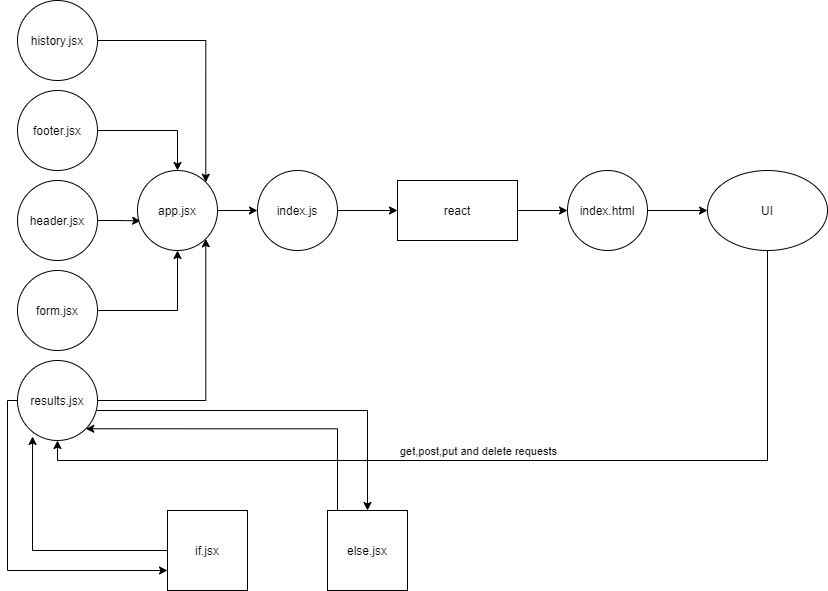 history.jsx
footer.jsx
header.jsx
app.jsx
index.js
react
index.html
UI
form.jsx
results.jsx
get,post,put and delete requests
if.jsx
else.jsx